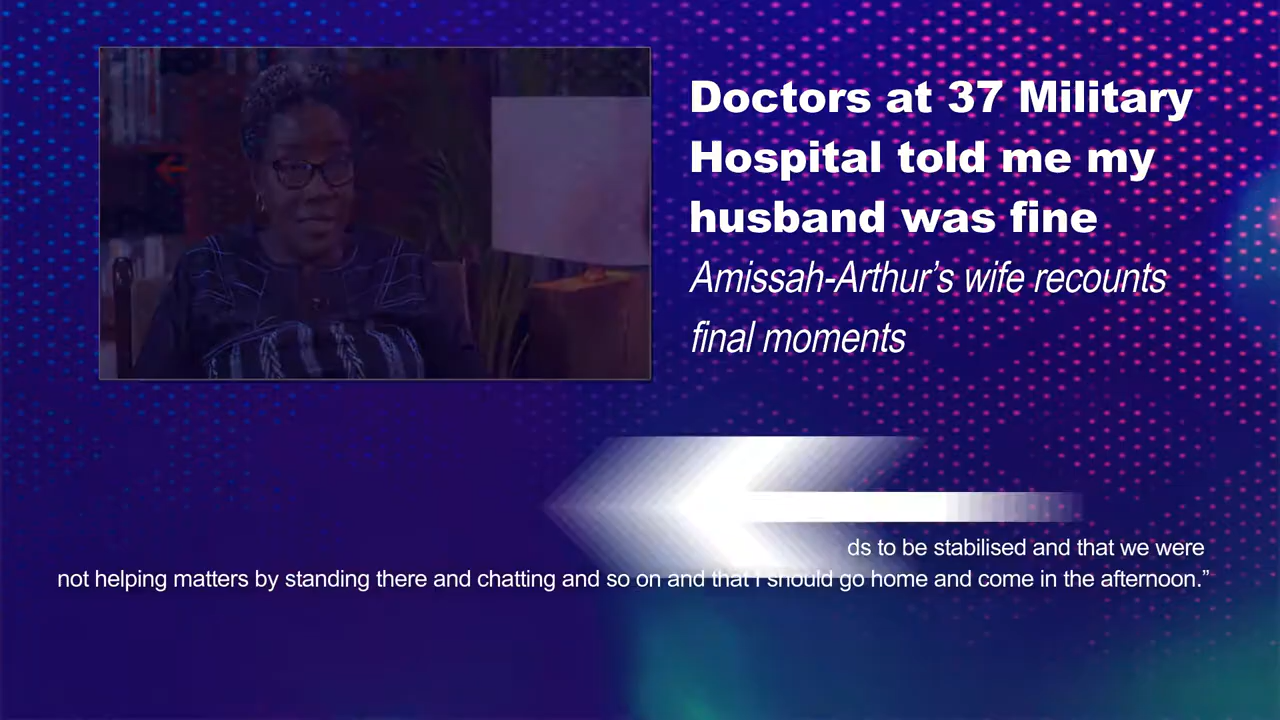 Doctors at 37 Military
Hospital told me my
husband was fine
Amissah-Arthur’s wife recounts
final moments
ds to be stabilised and that we were
not helping matters by standing there and chatting and so on and that I should go home and come in the afternoon.”